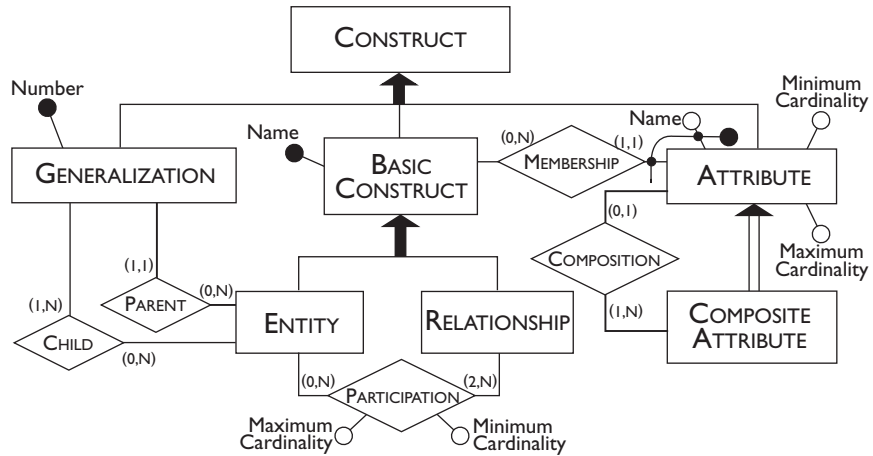 CONSTRUCT
Number
Minimum
Cardinality
Name
Name
(0,N)
(1,1)
GENERALIZATION
BASIC
CONSTRUCT
MEMBERSHIP
ATTRIBUTE
(0,1)
COMPOSITION
Maximum
Cardinality
(1,1)
(0,N)
(1,N)
PARENT
ENTITY
RELATIONSHIP
(1,N)
COMPOSITE
ATTRIBUTE
CHILD
(0,N)
(0,N)
(2,N)
PARTICIPATION
Maximum
Cardinality
Minimum
Cardinality